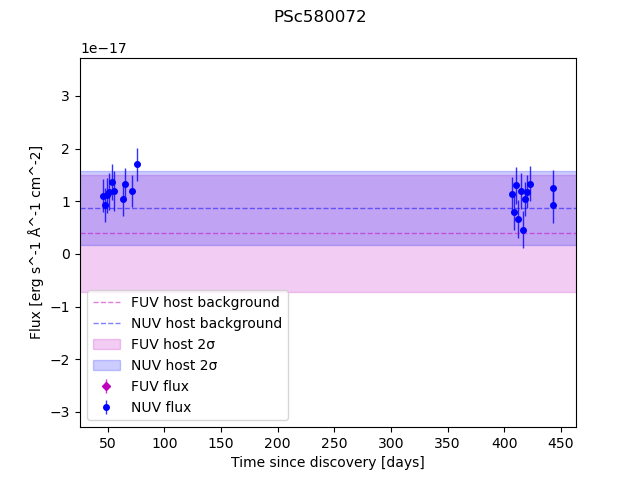 PSc580072
1e−17
3
2
1
0
−1
−2
−3
Flux [erg s^-1 Å^-1 cm^-2]
FUV host background
NUV host background
FUV host 2σ
NUV host 2σ
FUV flux
NUV flux
50 100 150 200 250 300 350 400 450
Time since discovery [days]